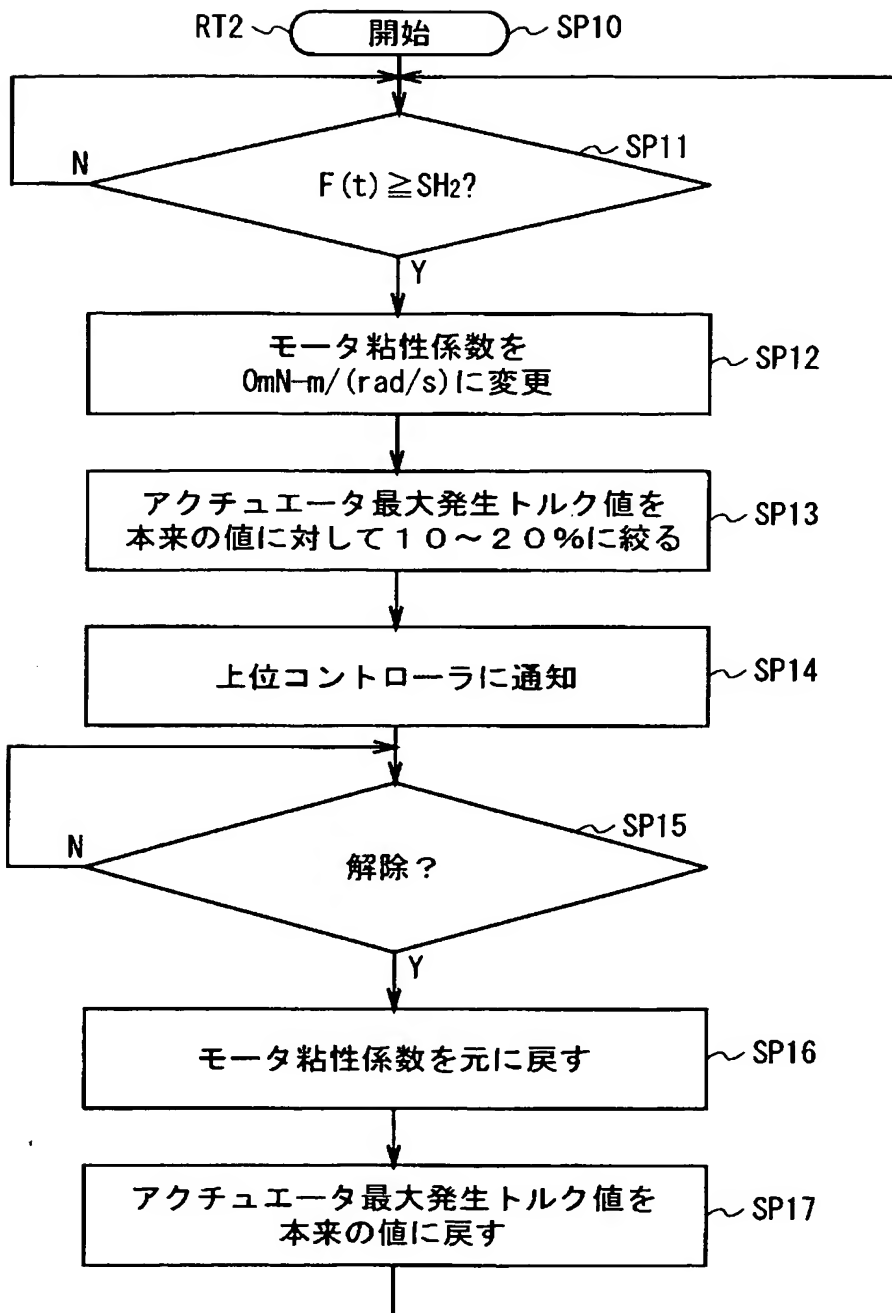 RT2 開始 SP10
SP11
N
F(t)≧SH₂?
Y
モータ粘性係数を
0mN-m/(rad/s)に変更
SP12
アクチュエータ最大発生トルク値を
本来の値に対して10～20%に絞る
SP13
上位コントローラに通知
SP14
SP15
N
解除？
Y
モータ粘性係数を元に戻す
SP16
アクチュエータ最大発生トルク値を
本来の値に戻す
SP17